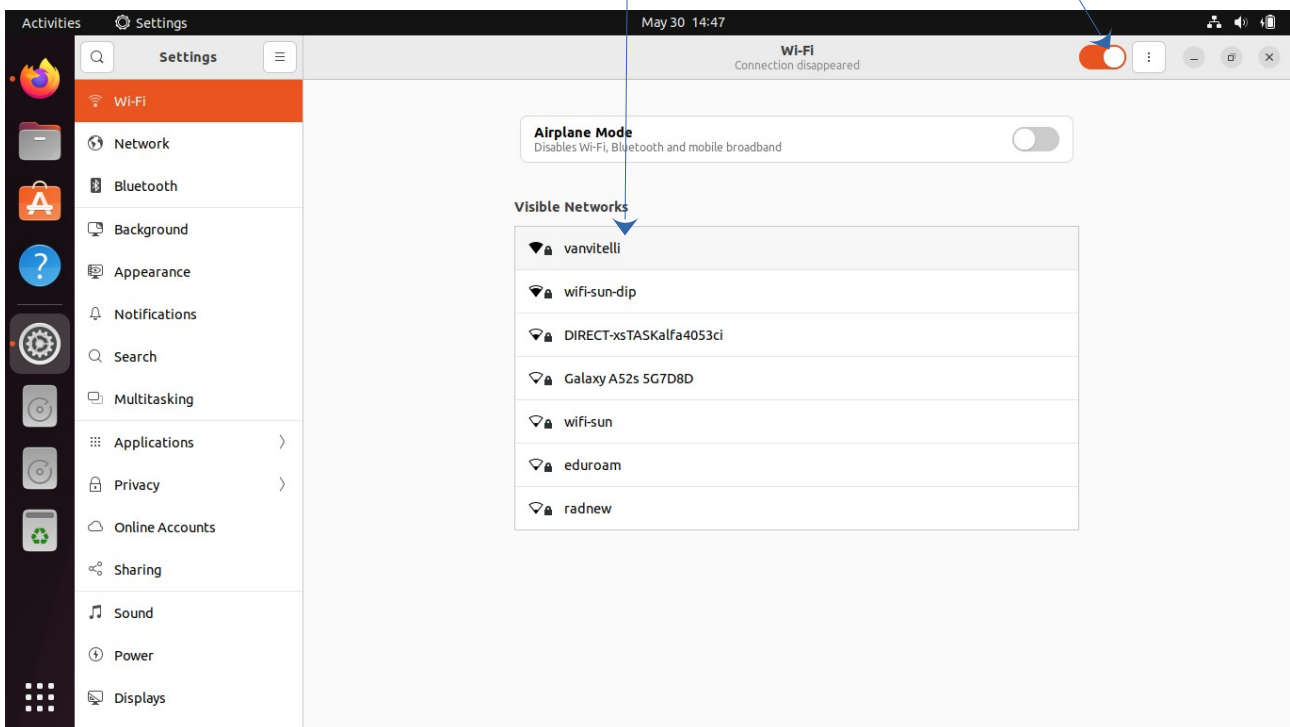 Activities Settings May 30 14:47
Settings
Wi-Fi
Connection disappeared
Wi-Fi
Network
Bluetooth
Background
Appearance
Notifications
Search
Multitasking
Applications
Privacy
Online Accounts
Sharing
Sound
Power
Displays
Airplane Mode
Disables Wi-Fi, Bluetooth and mobile broadband
Visible Networks
vanvitelli
wifi-sun-dip
DIRECT-xsTASKalfa4053ci
Galaxy A52s 5G7D8D
wifi-sun
eduroam
radnew